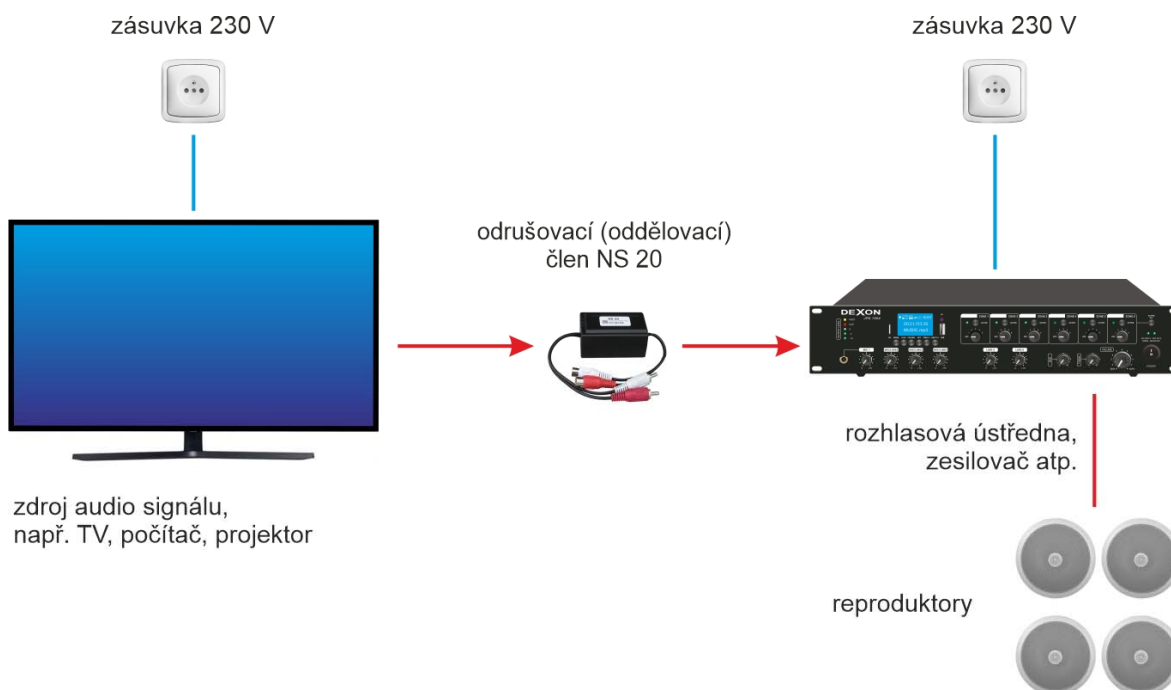 zásuvka 230 V
zásuvka 230 V
odrušovací (oddělovací)
člen NS 20
DEXON
rozhlasová ústředna,
zesilovač atp.
zdroj audio signálu,
např. TV, počítač, projektor
reproduktory